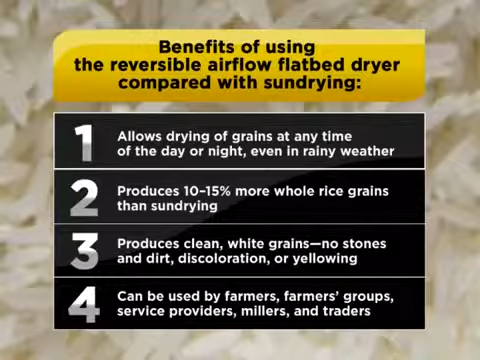 Benefits of using
the reversible airflow flatbed dryer
compared with sundrying:
1 Allows drying of grains at any time
of the day or night, even in rainy weather
2 Produces 10–15% more whole rice grains
than sundrying
3 Produces clean, white grains—no stones
and dirt, discoloration, or yellowing
4 Can be used by farmers, farmers' groups,
service providers, millers, and traders